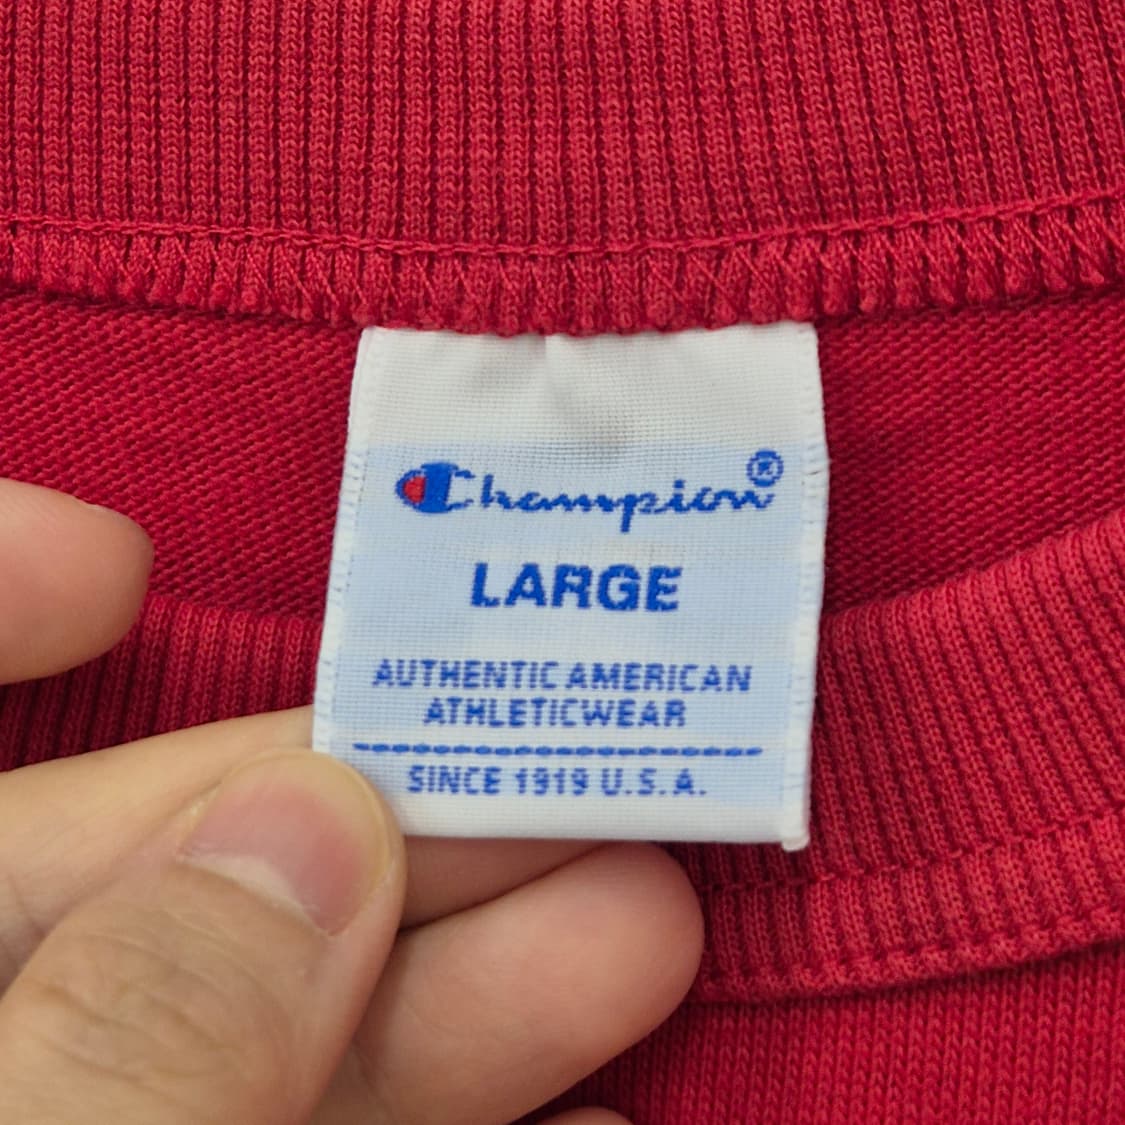 Champion®
LARGE
AUTHENTIC AMERICAN
ATHLETICWEAR
SINCE 1919 U.S.A.